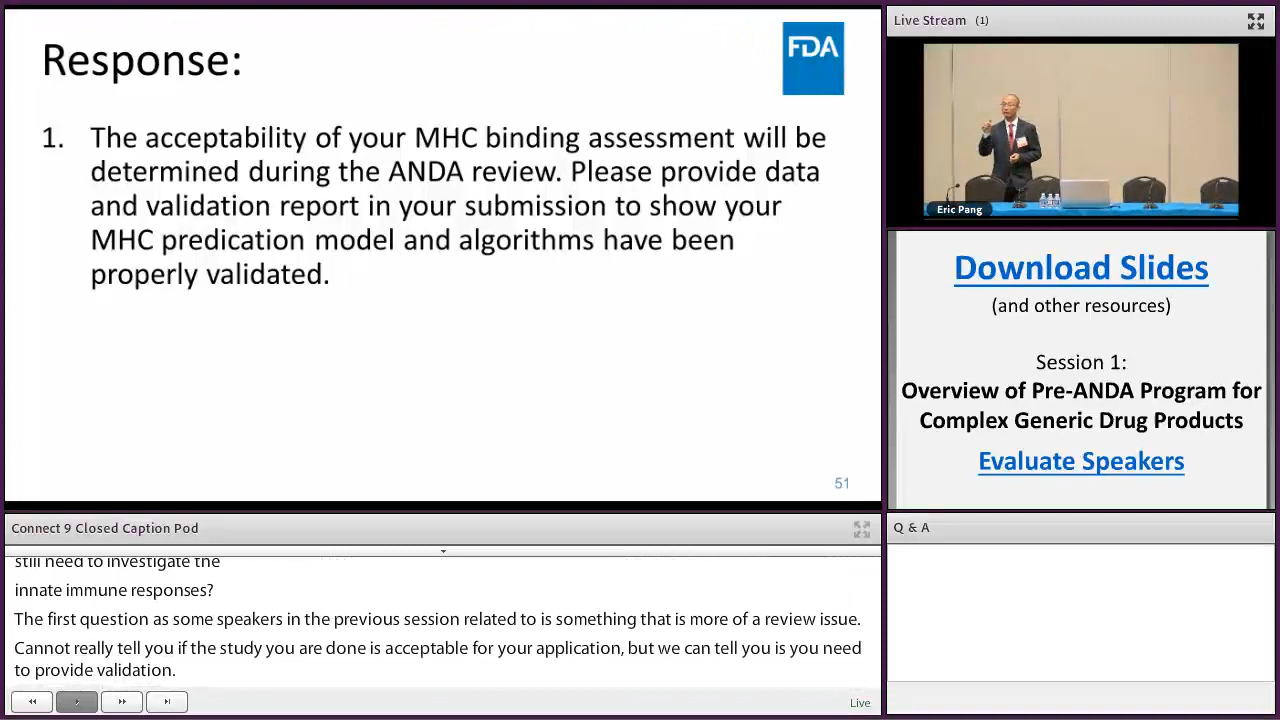 Response:
FDA
1. The acceptability of your MHC binding assessment will be
determined during the ANDA review. Please provide data
and validation report in your submission to show your
MHC predication model and algorithms have been
properly validated.
51
Live Stream (1)
Eric Pang
Download Slides
(and other resources)
Session 1:
Overview of Pre-ANDA Program for
Complex Generic Drug Products
Evaluate Speakers
Connect 9 Closed Caption Pod
still need to investigate the
innate immune responses?
The first question as some speakers in the previous session related to is something that is more of a review issue.
Cannot really tell you if the study you are done is acceptable for your application, but we can tell you is you need
to provide validation.
Live
Q & A